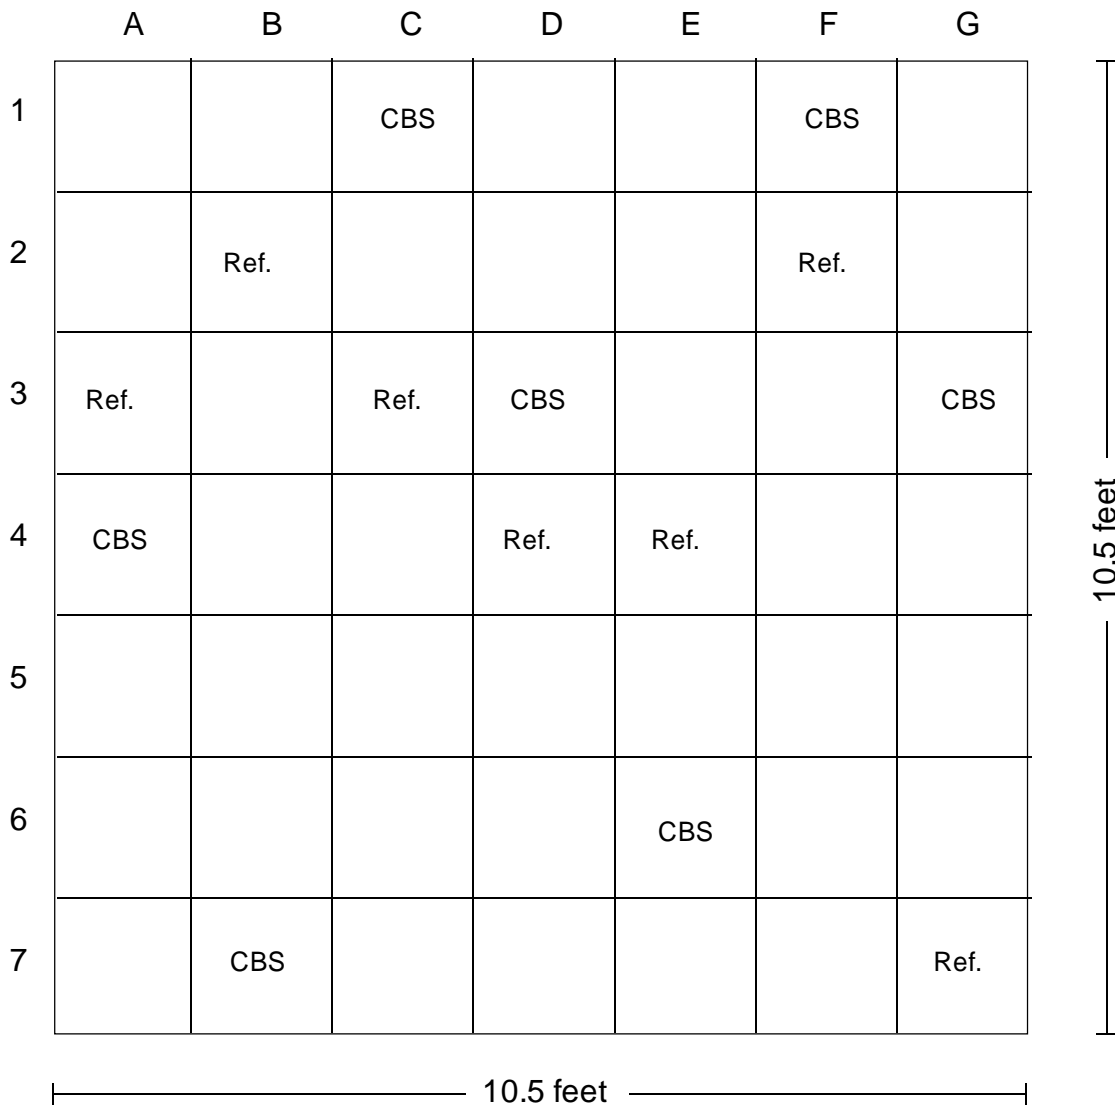 A B C D E F G
1 CBS CBS
2 Ref. Ref.
3 Ref. Ref. CBS CBS
4 CBS Ref. Ref.
5
6 CBS
7 CBS Ref.
10.5 feet
10.5 feet